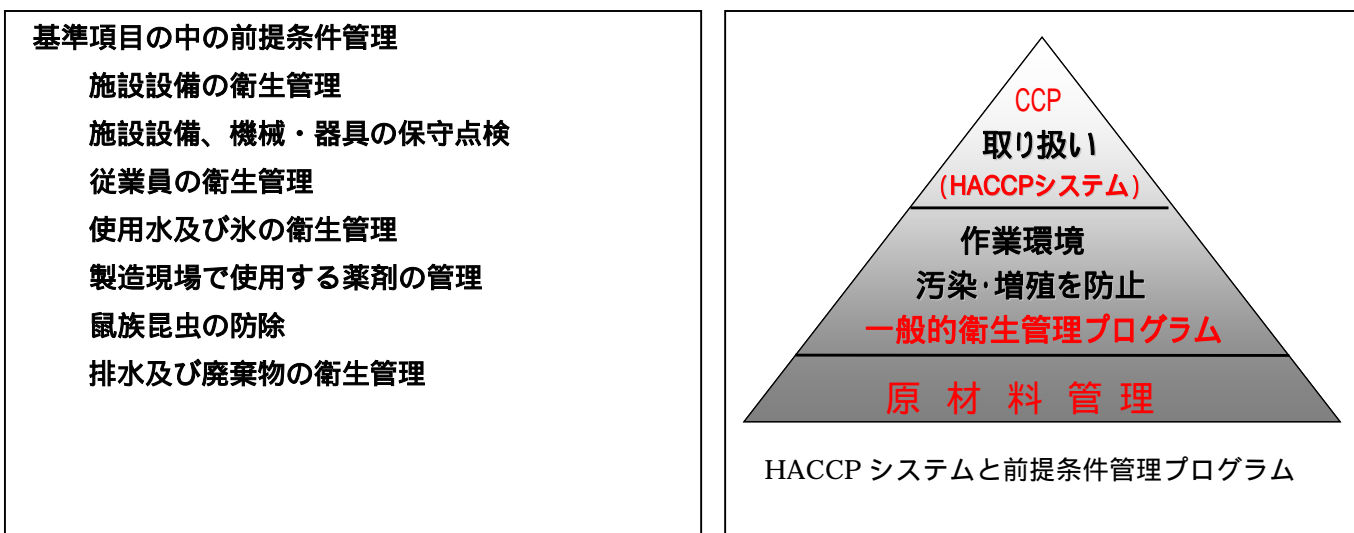 基準項目の中の前提条件管理
施設設備の衛生管理
施設設備、機械・器具の保守点検
従業員の衛生管理
使用水及び氷の衛生管理
製造現場で使用する薬剤の管理
鼠族昆虫の防除
排水及び廃棄物の衛生管理
CCP
取り扱い
(HACCPシステム)
作業環境
汚染・増殖を防止
一般的衛生管理プログラム
原材料管理
HACCP システムと前提条件管理プログラム